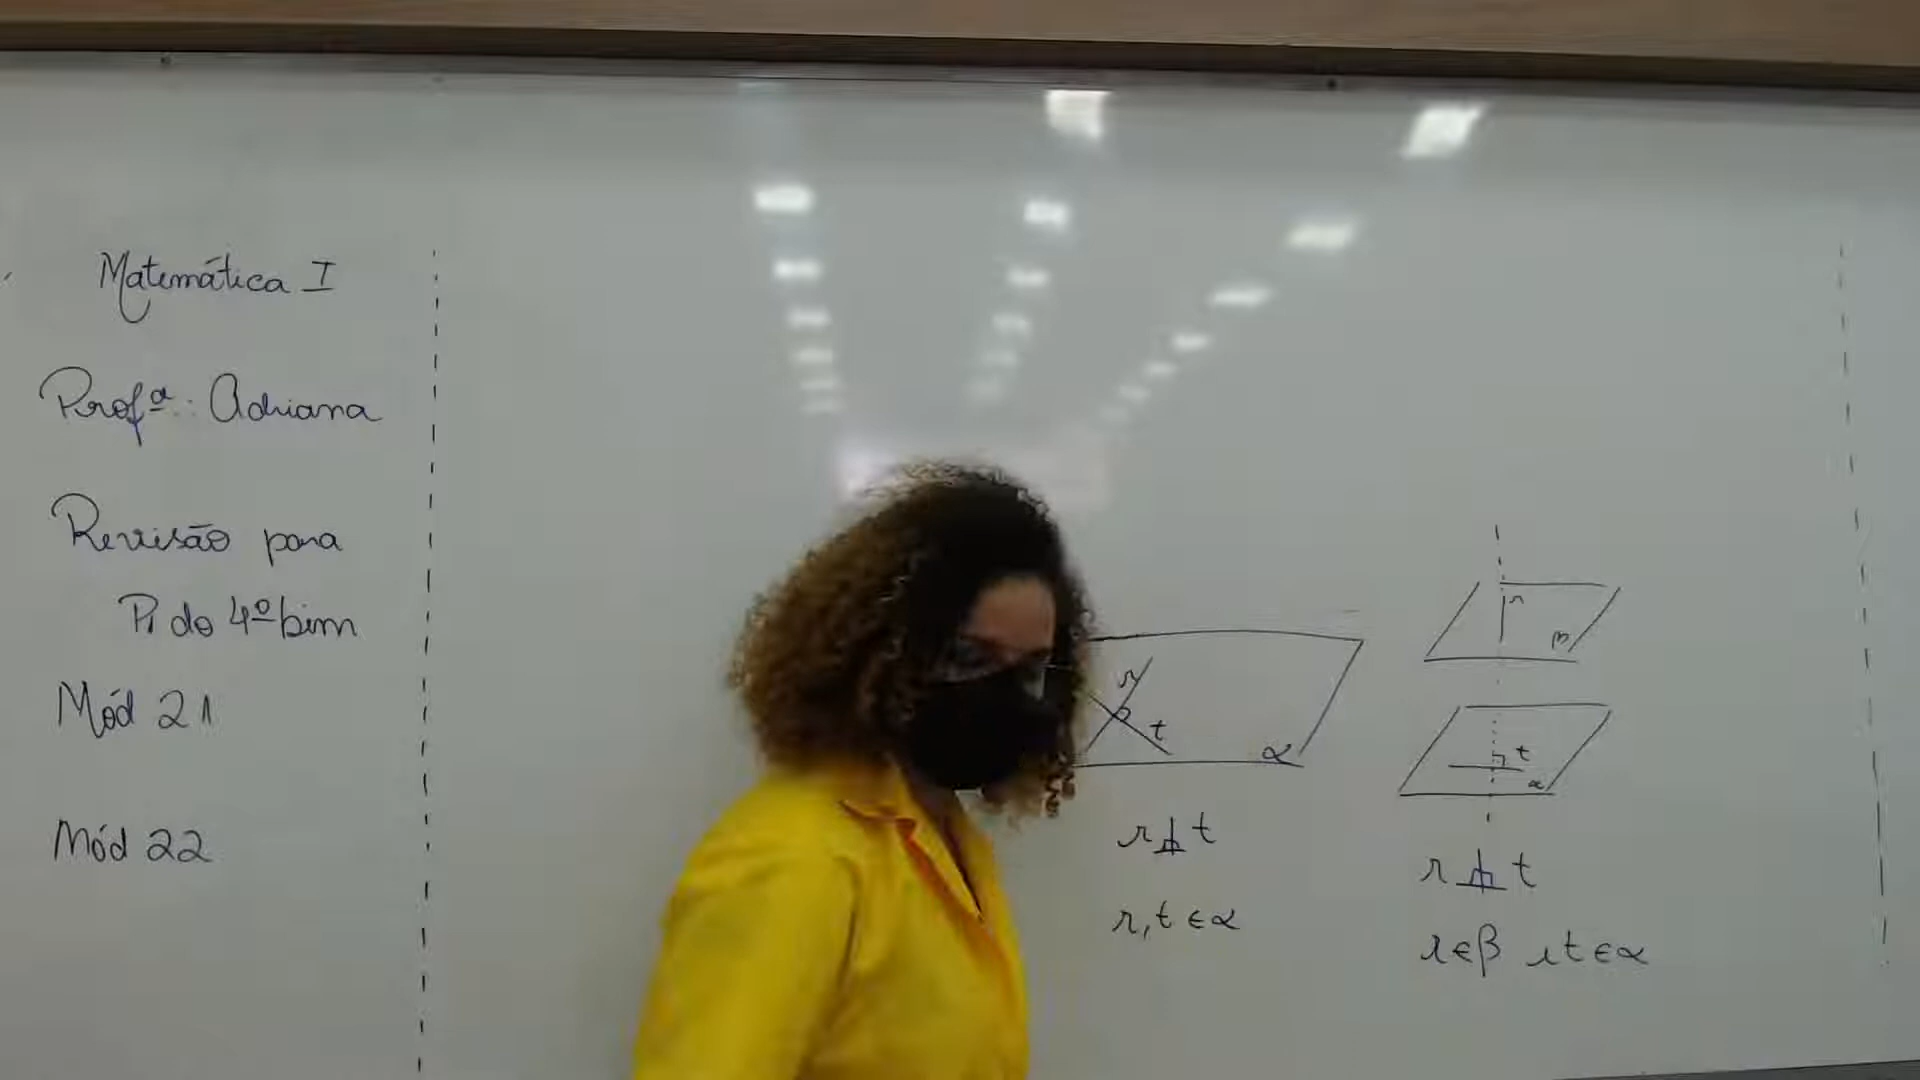 Matemática I
Profª: Adriana
Revisão para
P1 do 4º bim
Mód 21
Mód 22
r
t
α
r ⊥ t
r, t ∈ α
r
β
t
α
r ⊥ t
r ∈ β e t ∈ α